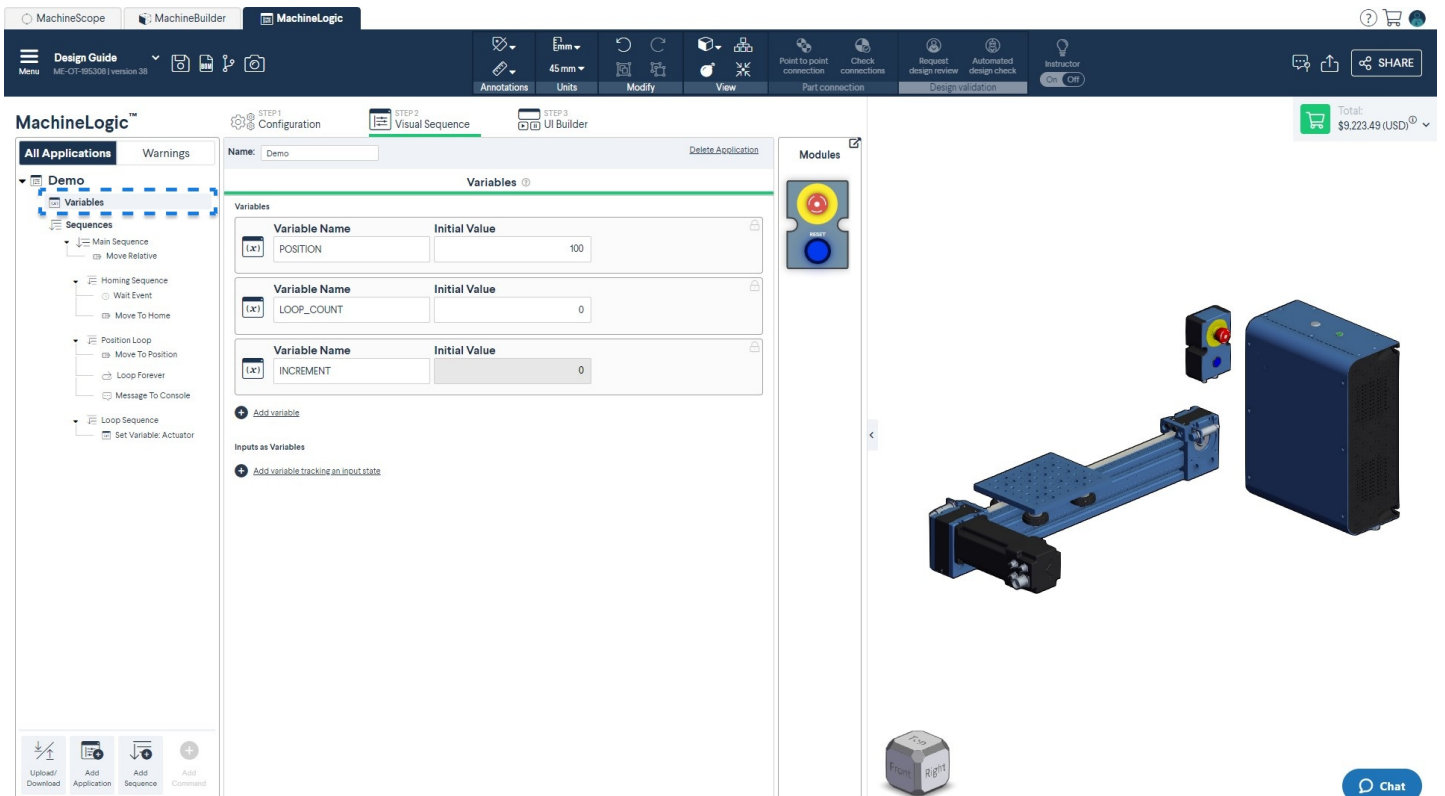 MachineScope
MachineBuilder
MachineLogic
Menu
Design Guide
ME-OT-195308 | version 38
BOM
mm
45 mm
Annotations
Units
Modify
View
Point to point
connection
Check
connections
Part connection
Request
design review
Automated
design check
Design validation
Instructor
On Off
SHARE
MachineLogic™
STEP 1
Configuration
STEP 2
Visual Sequence
STEP 3
UI Builder
Total:
$9,223.49 (USD)
All Applications
Warnings
Demo
Variables
Sequences
Main Sequence
Move Relative
Homing Sequence
Wait Event
Move To Home
Position Loop
Move To Position
Loop Forever
Message To Console
Loop Sequence
Set Variable: Actuator
Upload/
Download
Add
Application
Add
Sequence
Add
Command
Name: Demo
Delete Application
Variables
Variables
Variable Name Initial Value
(x) POSITION 100
Variable Name Initial Value
(x) LOOP_COUNT 0
Variable Name Initial Value
(x) INCREMENT 0
Add variable
Inputs as Variables
Add variable tracking an input state
Modules
RESET
Top
Front
Right
Chat